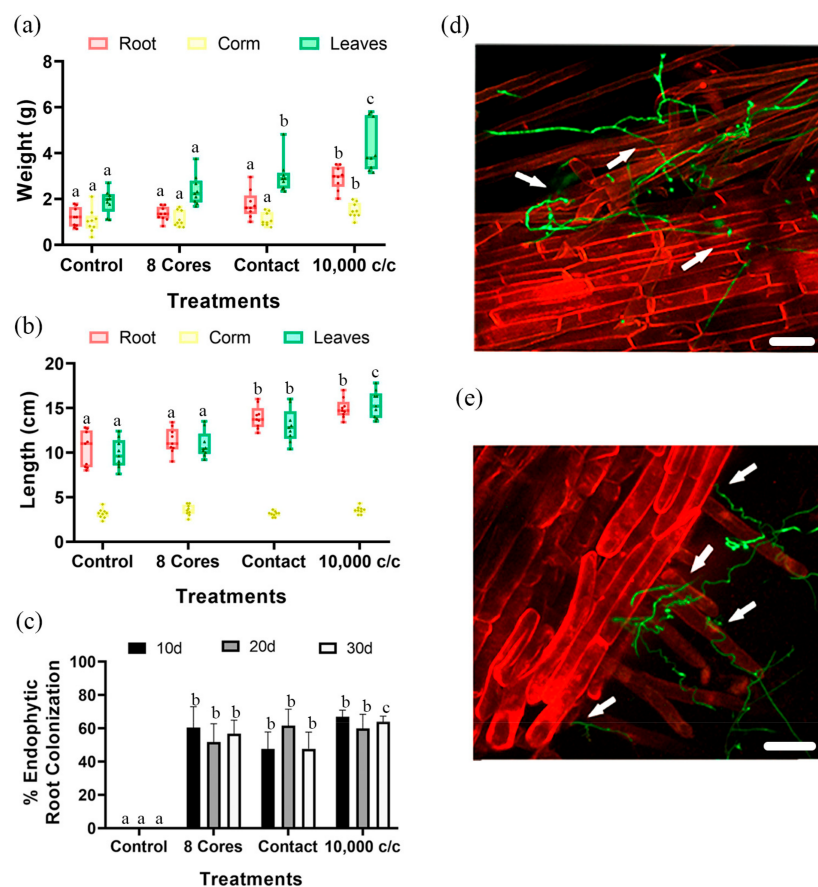 (a)
Root Corm Leaves
Weight (g)
8
6
4
2
0
a a a
a a a
a a b
b b c
Control 8 Cores Contact 10,000 c/c
Treatments
(b)
Root Corm Leaves
Length (cm)
20
15
10
5
0
a a a a b b b c
Control 8 Cores Contact 10,000 c/c
Treatments
(c)
10d 20d 30d
% Endophytic
Root Colonization
100
80
60
40
20
0
a a a b b b b b b b b c
Control 8 Cores Contact 10,000 c/c
Treatments
(d)
(e)